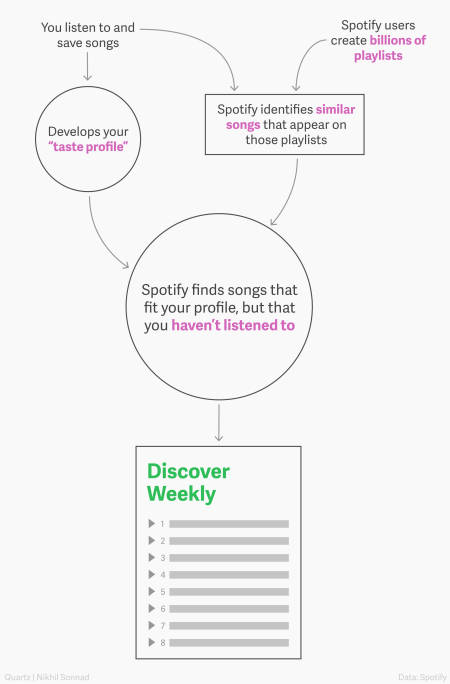 You listen to and
save songs
Spotify users
create billions of
playlists
Develops your
“taste profile”
Spotify identifies similar
songs that appear on
those playlists
Spotify finds songs that
fit your profile, but that
you haven’t listened to
Discover
Weekly
1
2
3
4
5
6
7
8
Quartz | Nikhil Sonnad
Data: Spotify